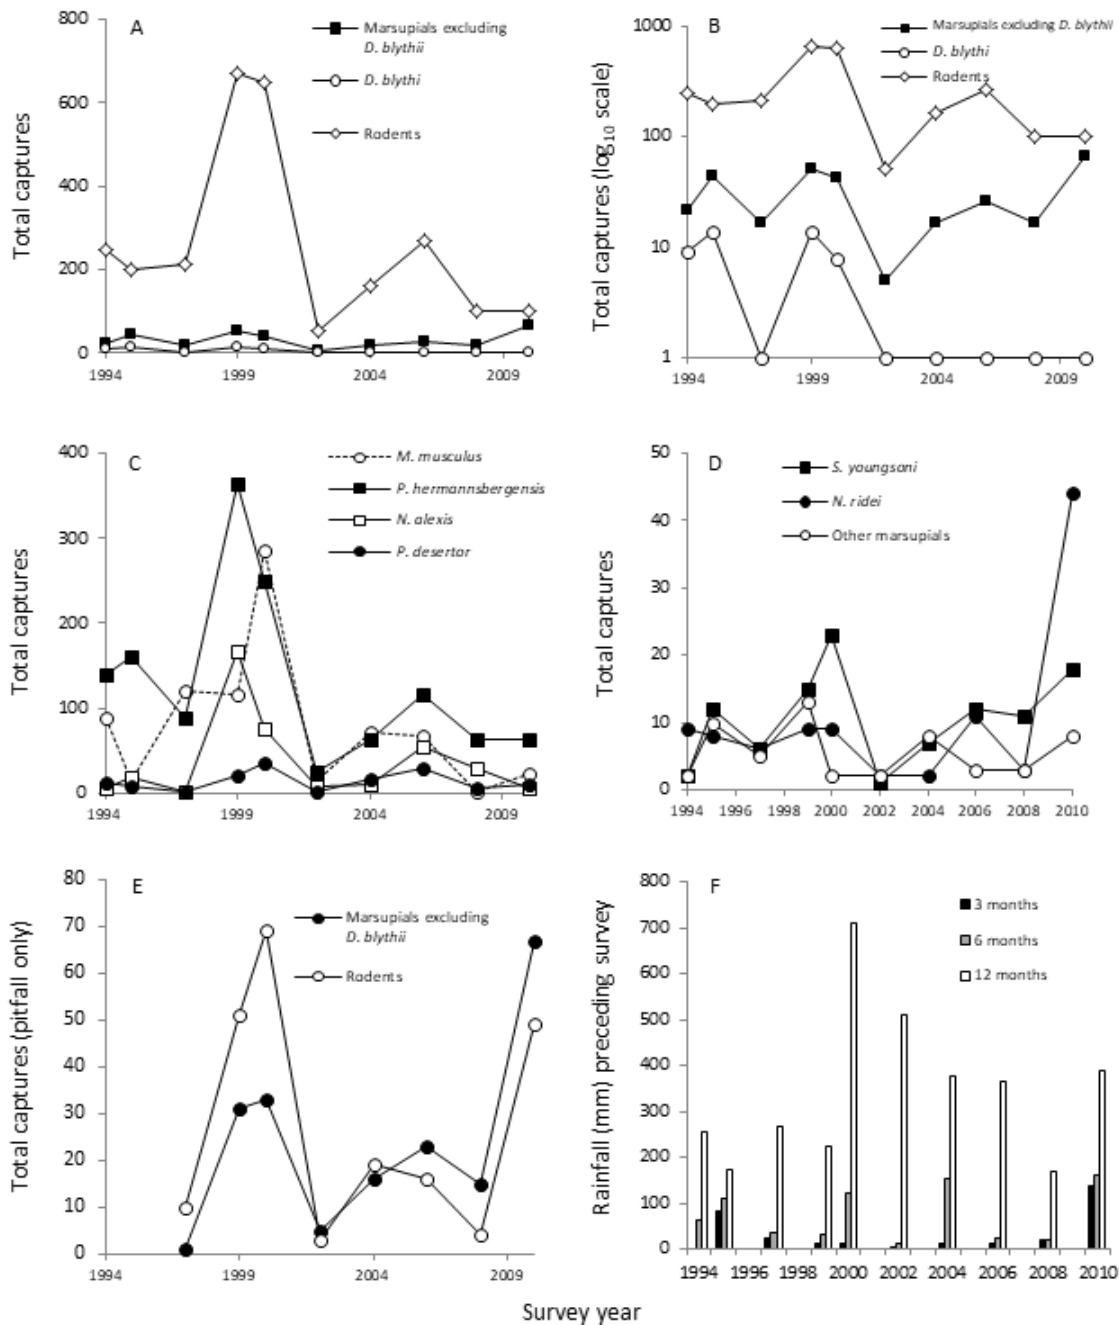 A
Total captures
800
600
400
200
0
1994
1999
2004
2009
Marsupials excluding
D. blythii
D. blythi
Rodents
B
Total captures (log10 scale)
1000
100
10
1
1994
1999
2004
2009
Marsupials excluding D. blythii
D. blythi
Rodents
C
Total captures
400
300
200
100
0
1994
1999
2004
2009
M. musculus
P. hermannsbergensis
N. alexis
P. desertor
D
Total captures
50
40
30
20
10
0
1994
1996
1998
2000
2002
2004
2006
2008
2010
S. youngsoni
N. ridei
Other marsupials
E
Total captures (pitfall only)
80
70
60
50
40
30
20
10
0
1994
1999
2004
2009
Marsupials excluding
D. blythii
Rodents
F
Rainfall (mm) preceding survey
800
700
600
500
400
300
200
100
0
1994
1996
1998
2000
2002
2004
2006
2008
2010
3 months
6 months
12 months
Survey year